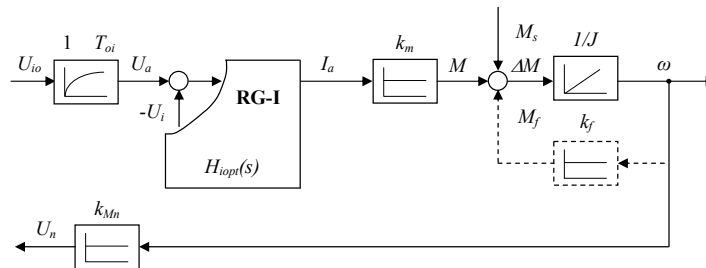 1 T_oi k_m M_s 1/J
U_io U_a I_a M ΔM ω
RG-I
-U_i
M_f k_f
H_iopt(s)
k_Mn
U_n